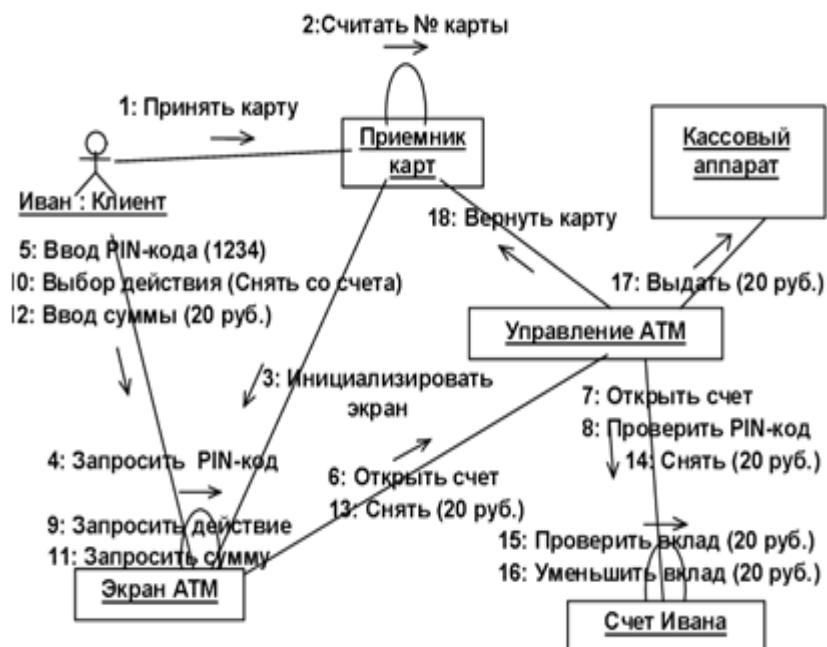 2:Считать № карты
1: Принять карту
Приемник
карт
Кассовый
аппарат
Иван : Клиент
18: Вернуть карту
5: Ввод PIN-кода (1234)
10: Выбор действия (Снять со счета)
12: Ввод суммы (20 руб.)
17: Выдать (20 руб.)
Управление АТМ
3: Инициализировать
экран
7: Открыть счет
8: Проверить PIN-код
14: Снять (20 руб.)
4: Запросить PIN-код
6: Открыть счет
13: Снять (20 руб.)
9: Запросить действие
11: Запросить сумму
15: Проверить вклад (20 руб.)
16: Уменьшить вклад (20 руб.)
Экран АТМ
Счет Ивана